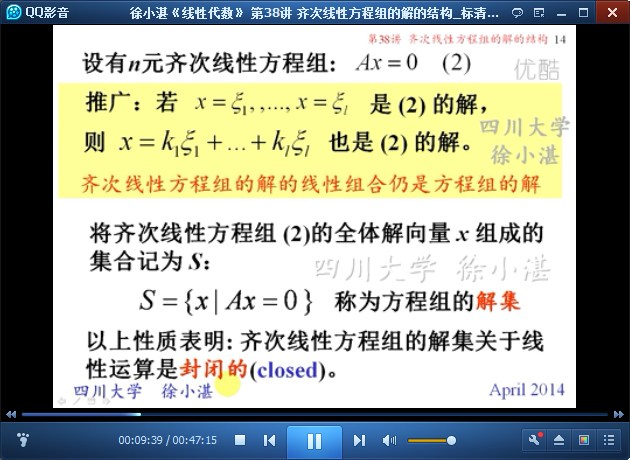 QQ影音
徐小湛《线性代数》 第38讲 齐次线性方程组的解的结构_标清...
第38讲 齐次线性方程组的解的结构 14
设有n元齐次线性方程组: Ax=0 (2)
优酷
推广:若 x=ξ₁,,...,x=ξₗ 是 (2) 的解,
则 x=k₁ξ₁+...+kₗξₗ 也是 (2) 的解。
四川大学
徐小湛
齐次线性方程组的解的线性组合仍是方程组的解
将齐次线性方程组 (2)的全体解向量 x 组成的
集合记为 S:
四川大学 徐小湛
S={x|Ax=0} 称为方程组的解集
以上性质表明: 齐次线性方程组的解集关于线
性运算是封闭的(closed)。
四川大学 徐小湛 April 2014
00:09:39 / 00:47:15